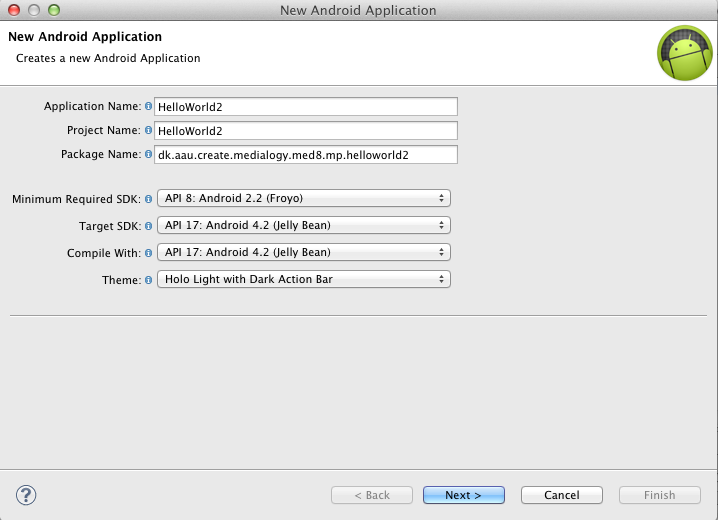 New Android Application
New Android Application
Creates a new Android Application
Application Name: HelloWorld2
Project Name: HelloWorld2
Package Name: dk.aau.create.medialogy.med8.mp.helloworld2
Minimum Required SDK: API 8: Android 2.2 (Froyo)
Target SDK: API 17: Android 4.2 (Jelly Bean)
Compile With: API 17: Android 4.2 (Jelly Bean)
Theme: Holo Light with Dark Action Bar
? < Back Next > Cancel Finish